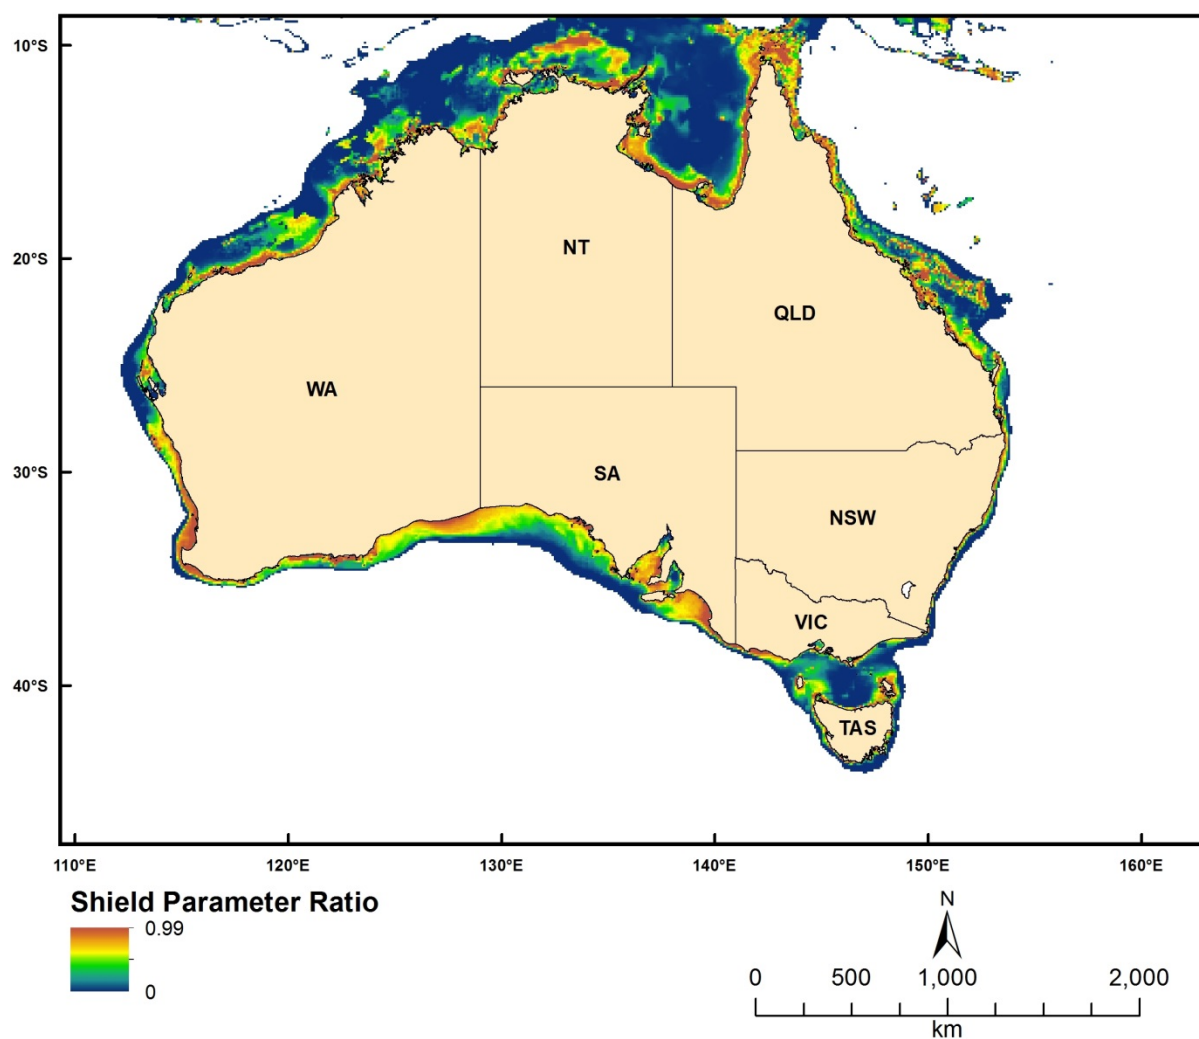 10°S
20°S
30°S
40°S
NT
QLD
WA
SA
NSW
VIC
TAS
110°E 120°E 130°E 140°E 150°E 160°E
Shield Parameter Ratio
0.99
0
N
0 500 1,000 2,000
km